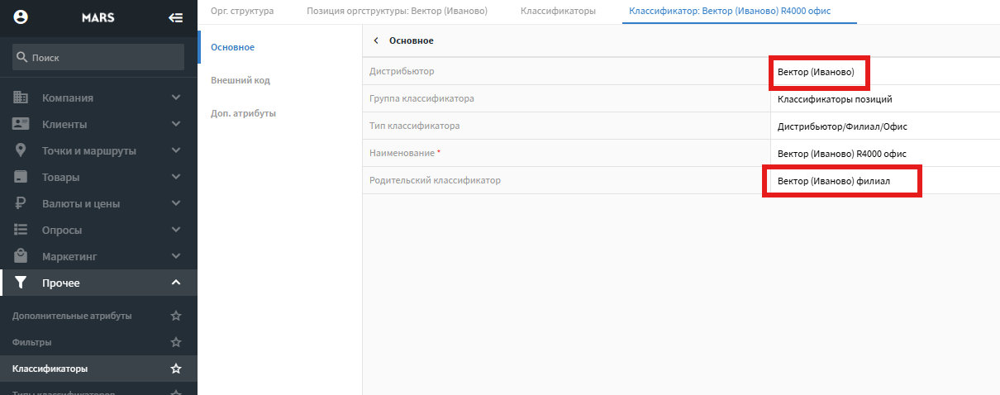 MARS
Поиск
Компания
Клиенты
Точки и маршруты
Товары
Валюты и цены
Опросы
Маркетинг
Прочее
Дополнительные атрибуты
Фильтры
Классификаторы
Типы классификаторов
Орг. структура
Позиция оргструктуры: Вектор (Иваново)
Классификаторы
Классификатор: Вектор (Иваново) R4000 офис
Основное
Внешний код
Доп. атрибуты
Основное
Дистрибьютор
Вектор (Иваново)
Группа классификатора
Классификаторы позиций
Тип классификатора
Дистрибьютор/Филиал/Офис
Наименование *
Вектор (Иваново) R4000 офис
Родительский классификатор
Вектор (Иваново) филиал